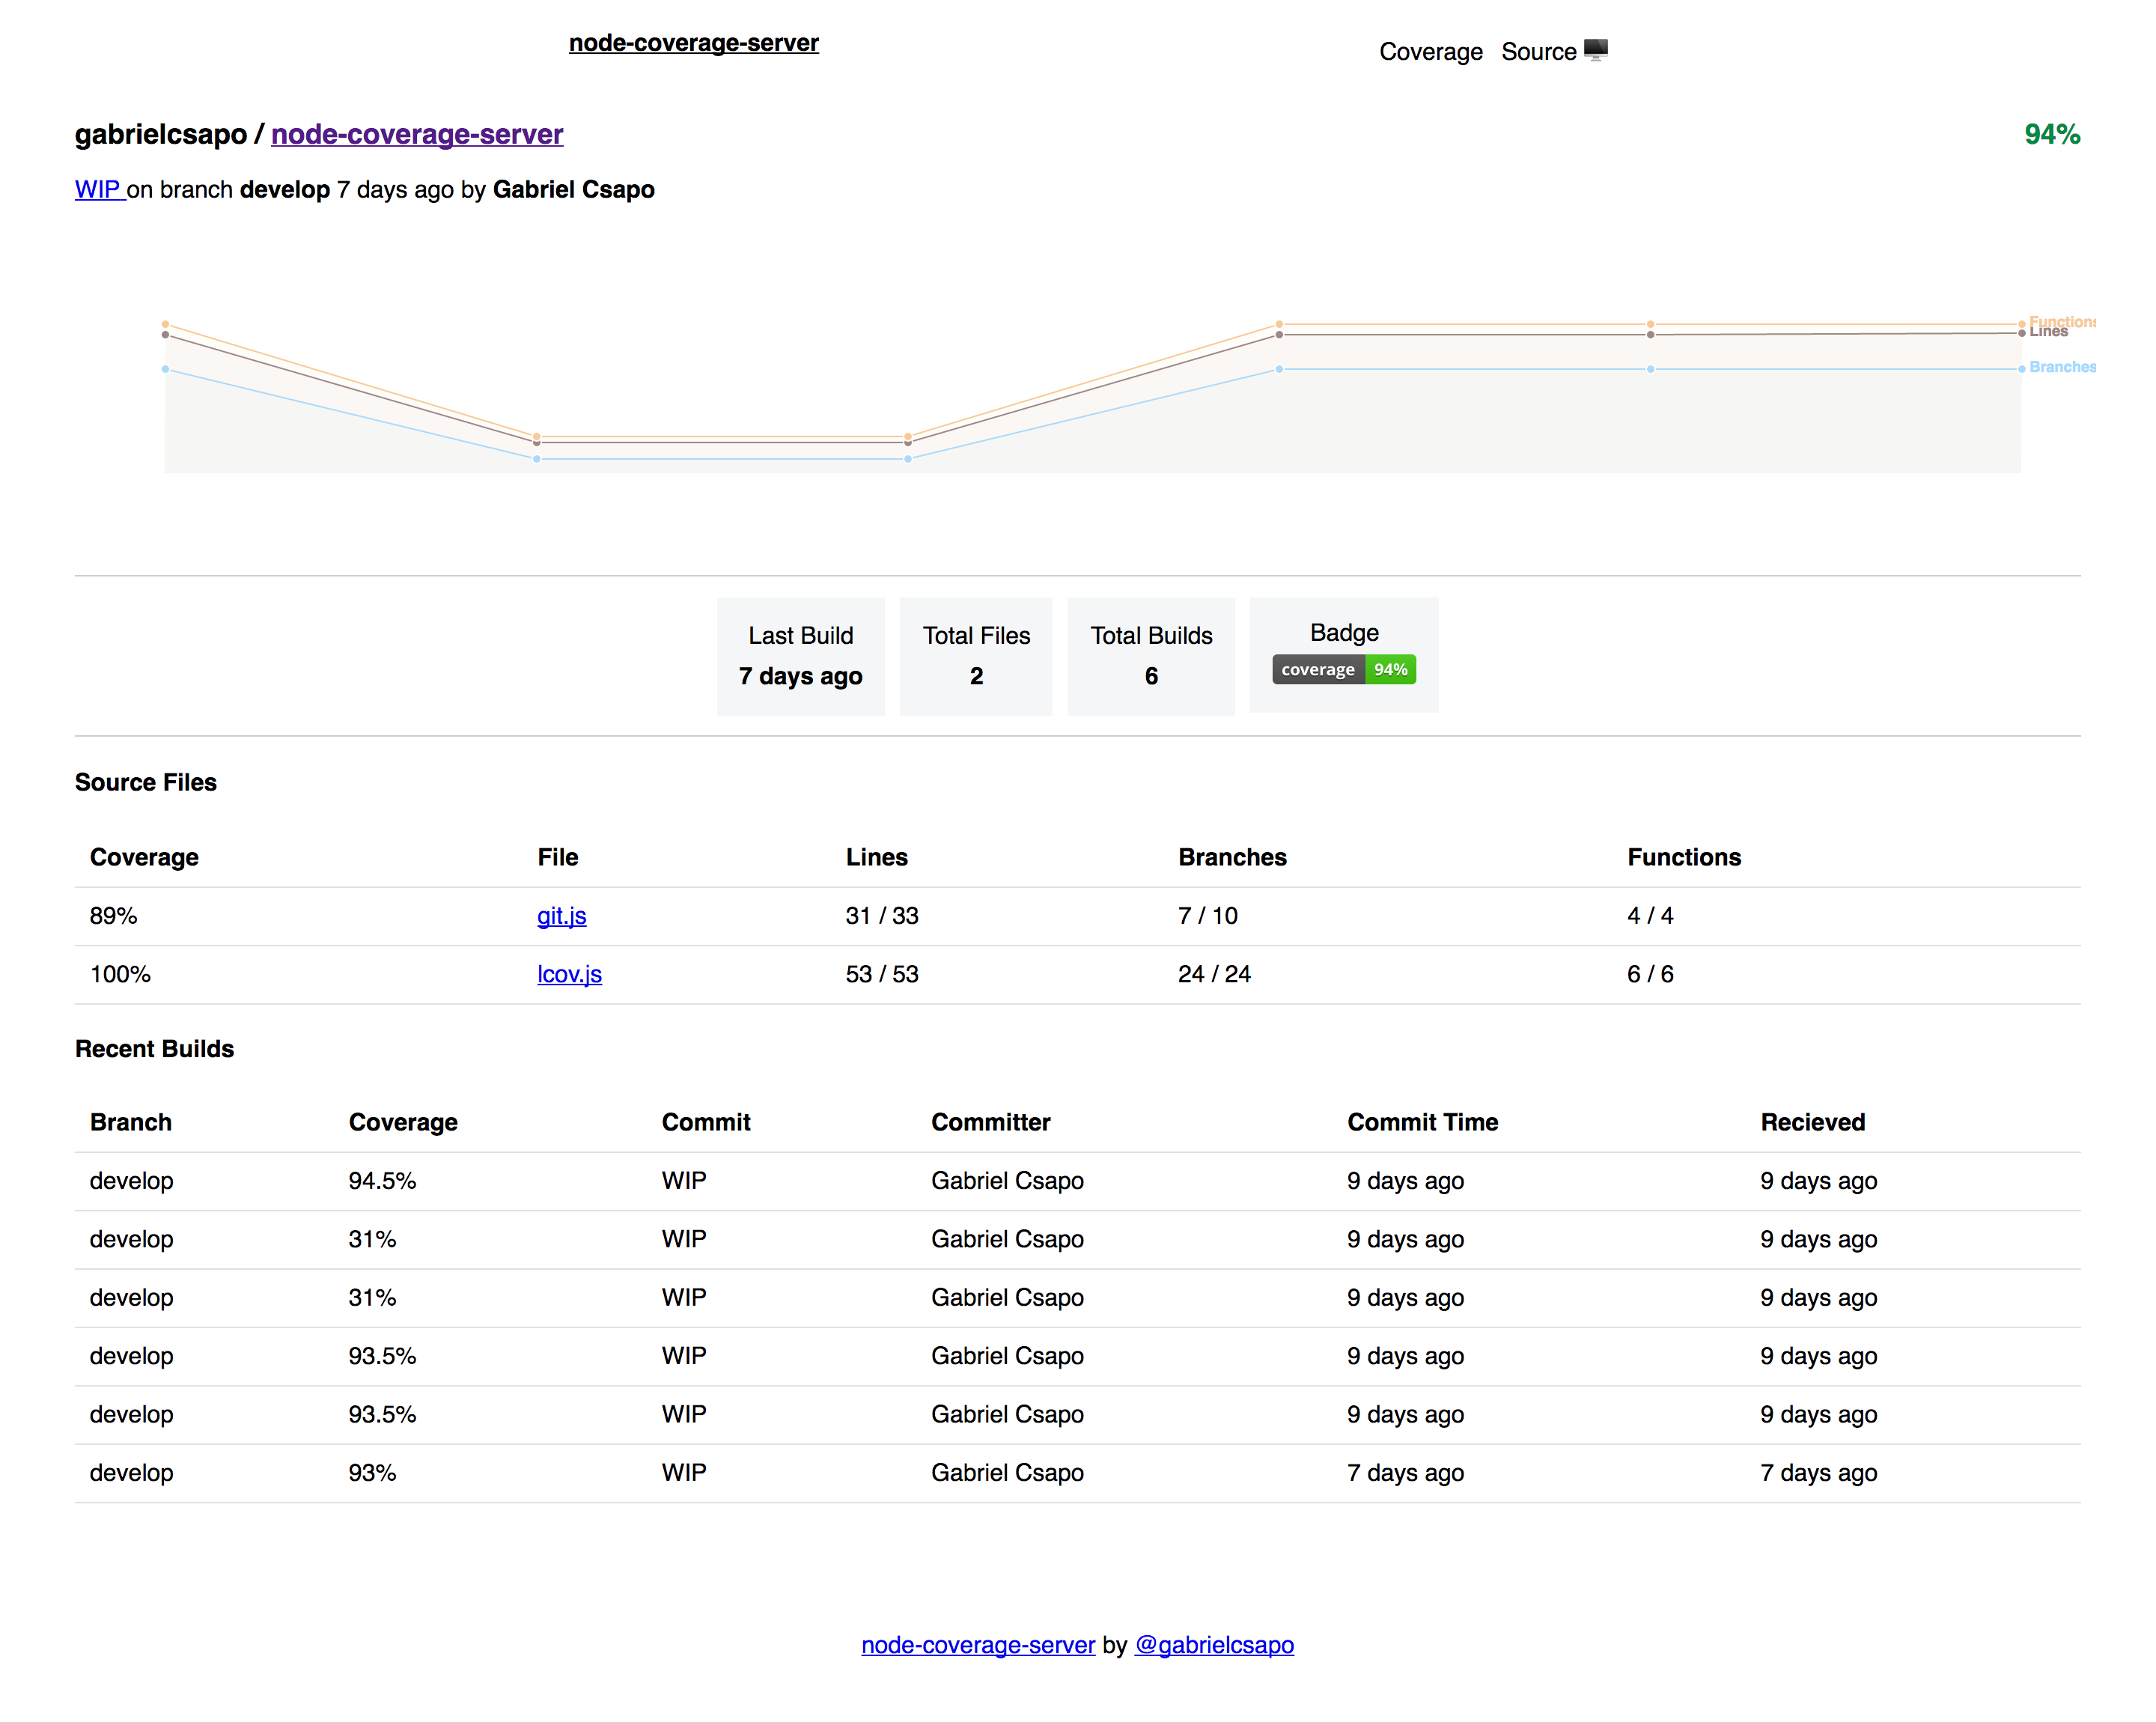 node-coverage-server
Coverage Source
gabrielcsapo / node-coverage-server
94%
WIP on branch develop 7 days ago by Gabriel Csapo
Functions
Lines
Branches
Last Build Total Files Total Builds Badge
7 days ago 2 6 coverage 94%
Source Files
Coverage File Lines Branches Functions
89% git.js 31 / 33 7 / 10 4 / 4
100% lcov.js 53 / 53 24 / 24 6 / 6
Recent Builds
Branch Coverage Commit Committer Commit Time Recieved
develop 94.5% WIP Gabriel Csapo 9 days ago 9 days ago
develop 31% WIP Gabriel Csapo 9 days ago 9 days ago
develop 31% WIP Gabriel Csapo 9 days ago 9 days ago
develop 93.5% WIP Gabriel Csapo 9 days ago 9 days ago
develop 93.5% WIP Gabriel Csapo 9 days ago 9 days ago
develop 93% WIP Gabriel Csapo 7 days ago 7 days ago
node-coverage-server by @gabrielcsapo